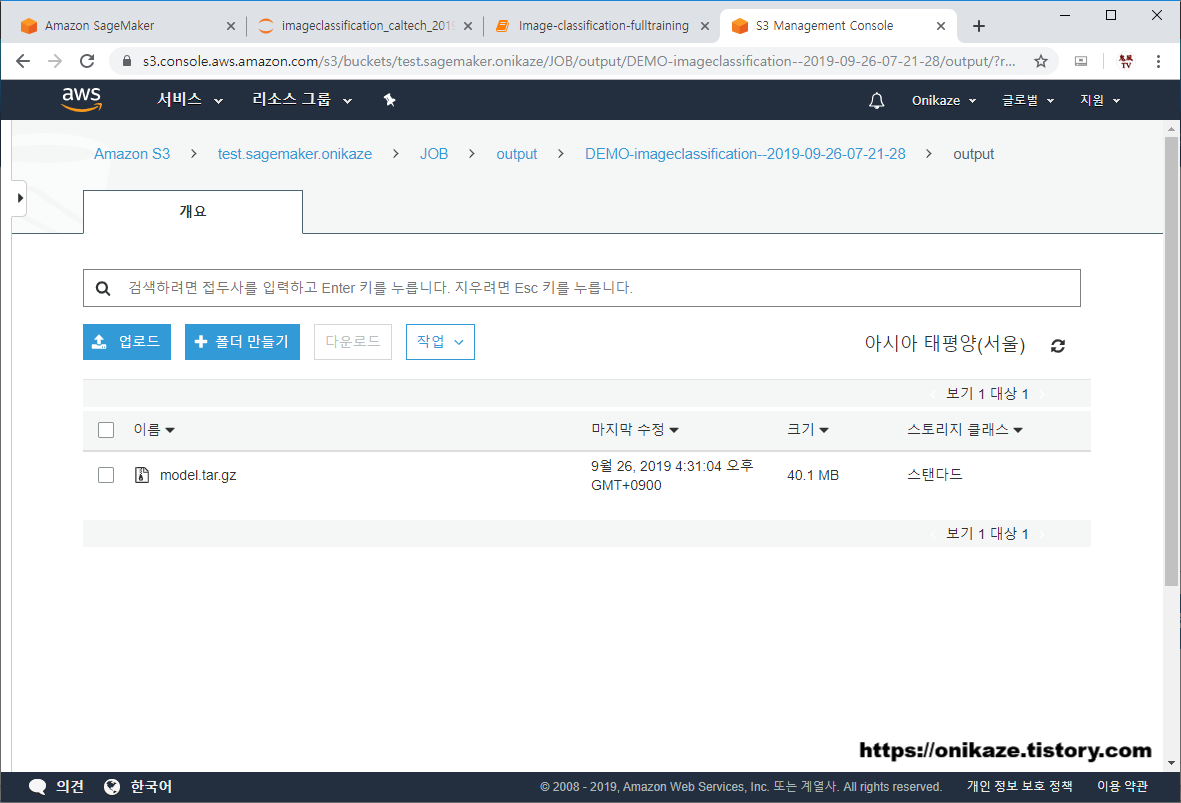 Amazon SageMaker
imageclassification_caltech_2019
Image-classification-fulltraining
S3 Management Console
s3.console.aws.amazon.com/s3/buckets/test.sagemaker.onikaze/JOB/output/DEMO-imageclassification--2019-09-26-07-21-28/output/?r...
鬼風 TV
aws 서비스 리소스 그룹 Onikaze 글로벌 지원
Amazon S3 > test.sagemaker.onikaze > JOB > output > DEMO-imageclassification--2019-09-26-07-21-28 > output
개요
검색하려면 접두사를 입력하고 Enter 키를 누릅니다. 지우려면 Esc 키를 누릅니다.
업로드 + 폴더 만들기 다운로드 작업 아시아 태평양(서울)
보기 1 대상 1
이름 마지막 수정 크기 스토리지 클래스
model.tar.gz 9월 26, 2019 4:31:04 오후 40.1 MB 스탠다드
GMT+0900
보기 1 대상 1
https://onikaze.tistory.com
의견 한국어 © 2008 - 2019, Amazon Web Services, Inc. 또는 계열사. All rights reserved. 개인 정보 보호 정책 이용 약관